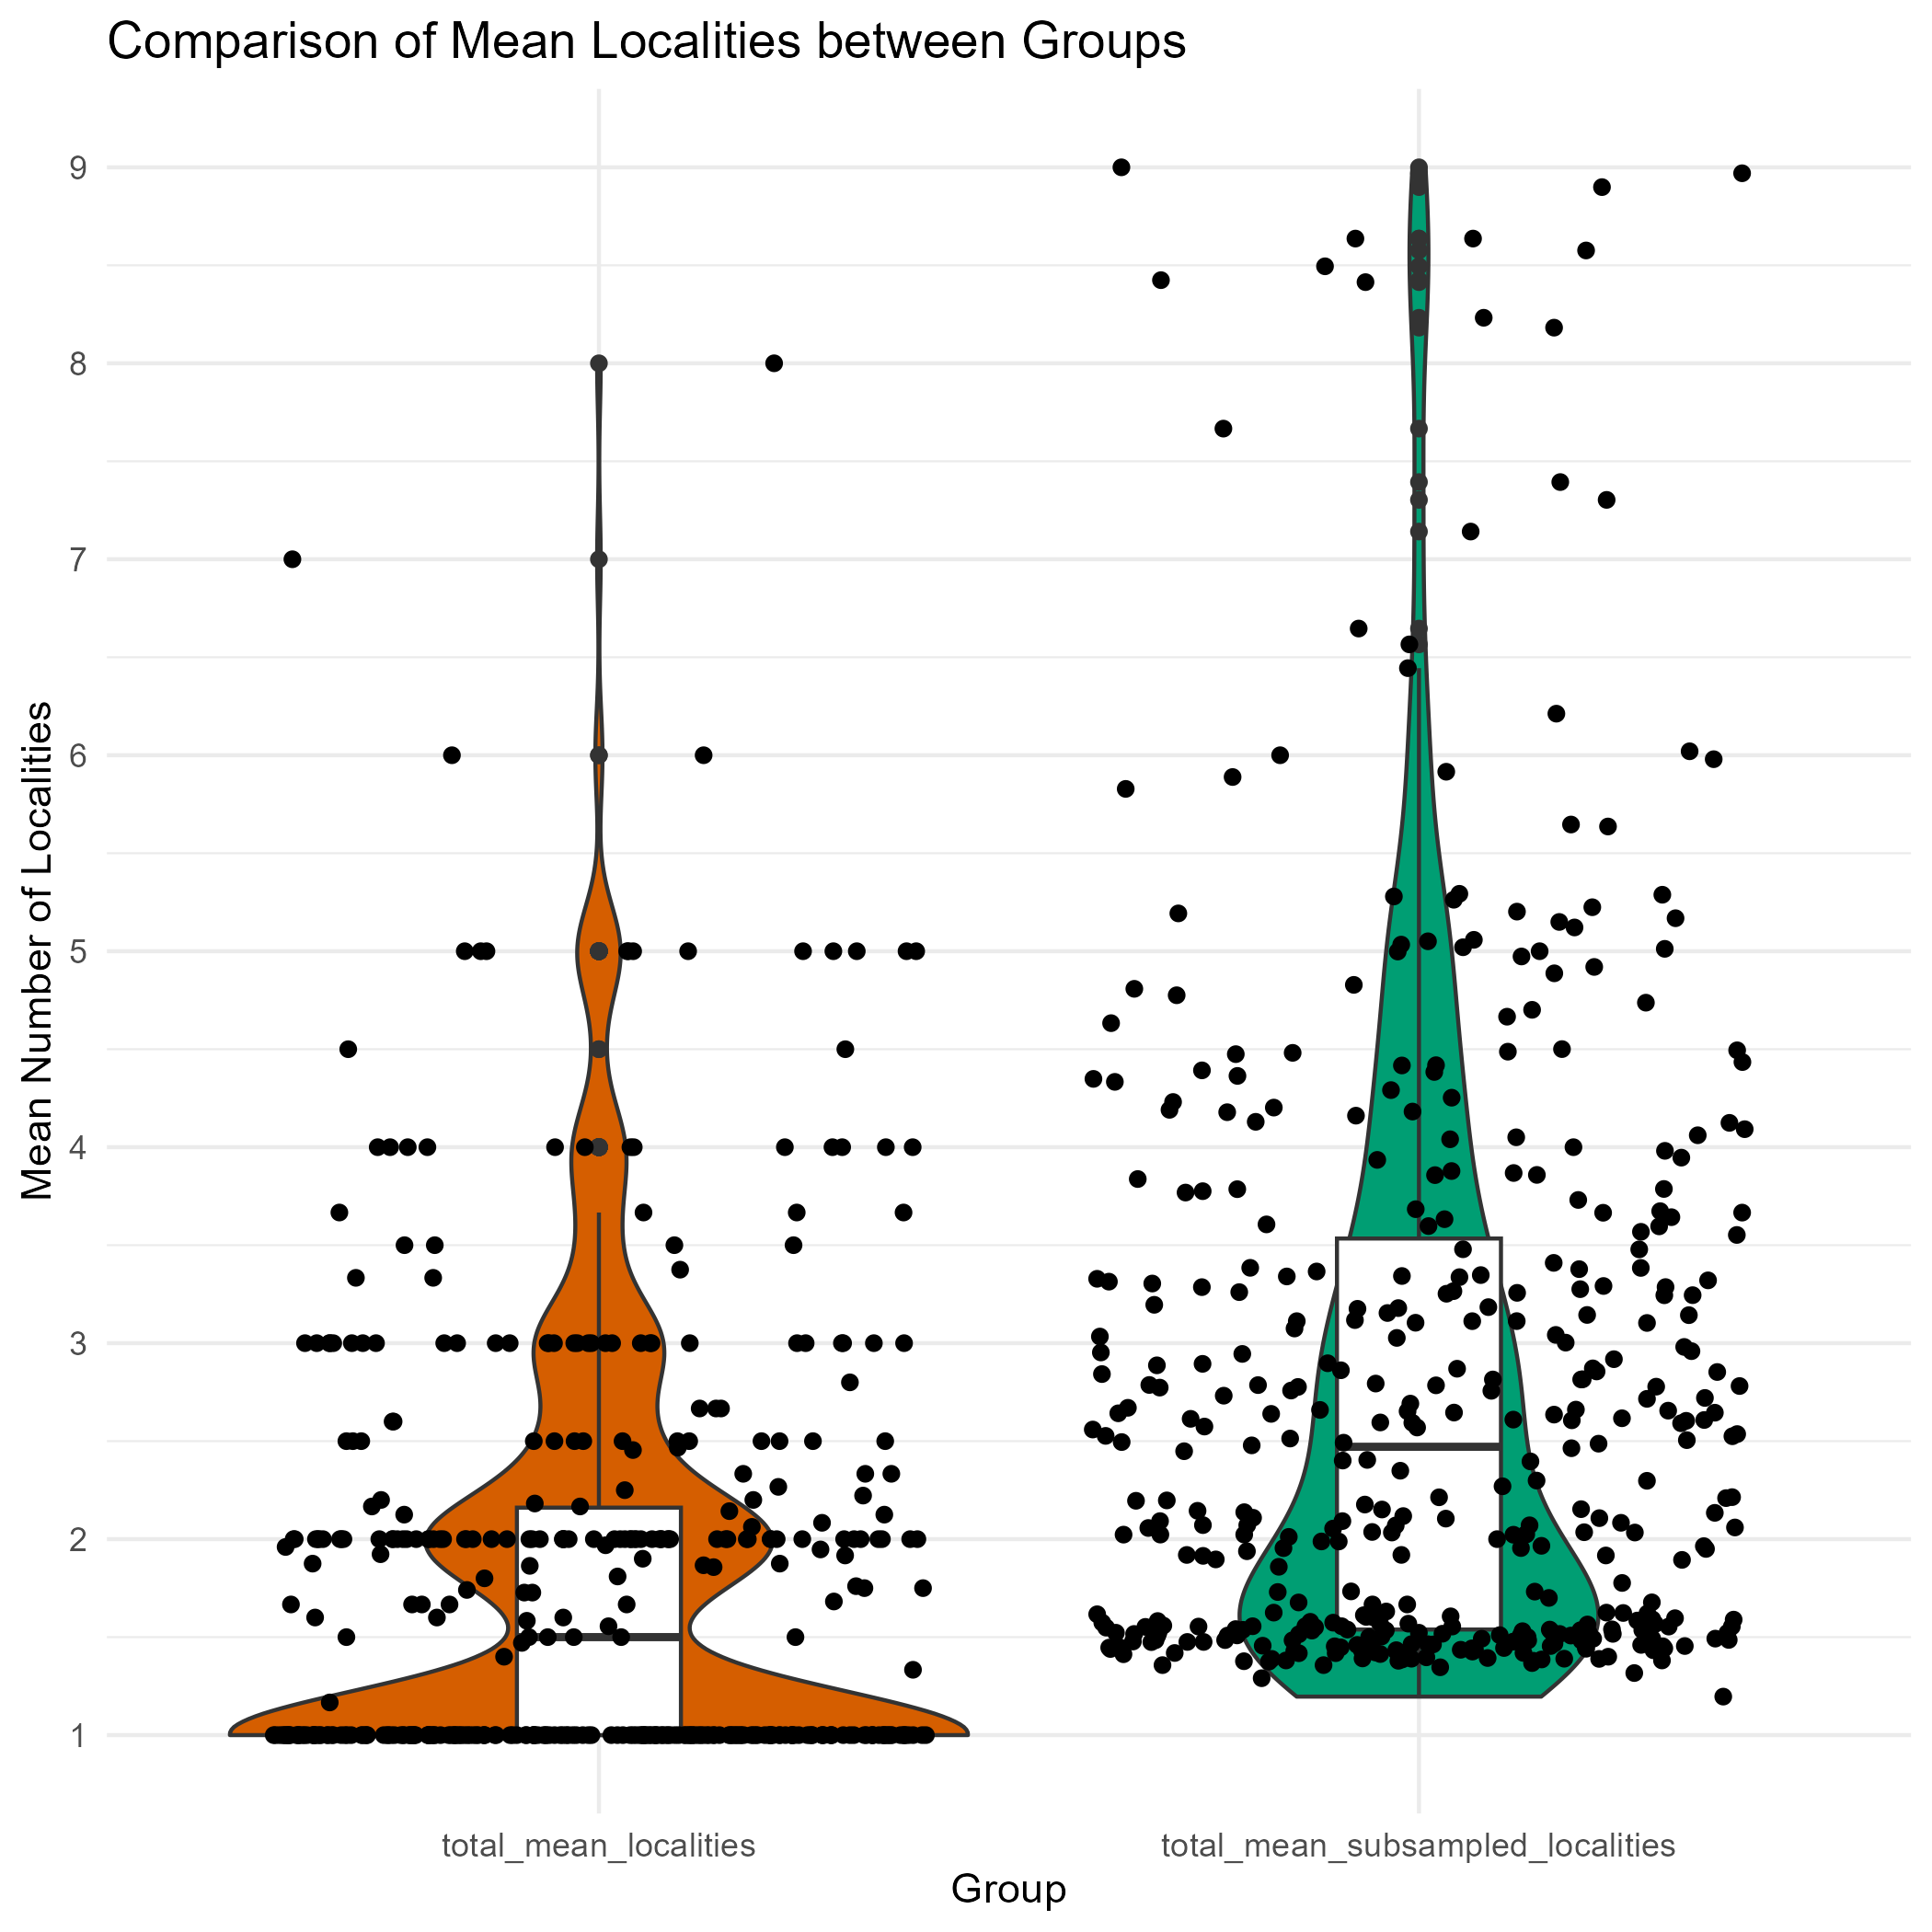 Comparison of Mean Localities between Groups
9
8
7
6
5
4
3
2
1
Mean Number of Localities
total_mean_localities
total_mean_subsampled_localities
Group